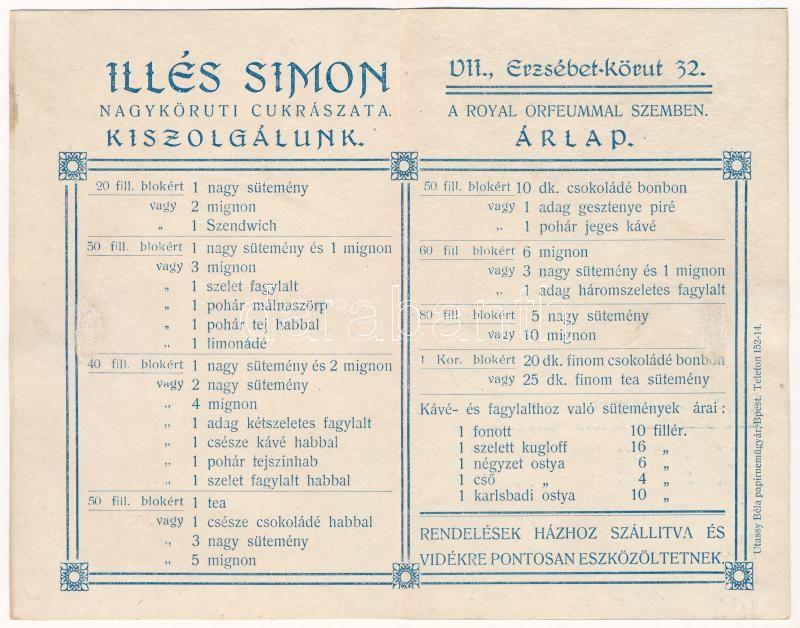 ILLÉS SIMON
NAGYKÖRUTI CUKRÁSZATA.
KISZOLGÁLUNK.
20 fill. blokért 1 nagy sütemény
vagy 2 mignon
„ 1 Szendwich
30 fill. blokért 1 nagy sütemény és 1 mignon
vagy 3 mignon
„ 1 szelet fagylalt
„ 1 pohár málnaszörp
„ 1 pohár tej habbal
„ 1 limonádé
40 fill. blokért 1 nagy sütemény és 2 mignon
vagy 2 nagy sütemény
„ 4 mignon
„ 1 adag kétszeletes fagylalt
„ 1 csésze kávé habbal
„ 1 pohár tejszinhab
„ 1 szelet fagylalt habbal
50 fill. blokért 1 tea
vagy 1 csésze csokoládé habbal
„ 3 nagy sütemény
„ 5 mignon
VII., Erzsébet-körut 32.
A ROYAL ORFEUMMAL SZEMBEN.
ÁRLAP.
50 fill. blokért 10 dk. csokoládé bonbon
vagy 1 adag gesztenye piré
„ 1 pohár jeges kávé
60 fill blokért 6 mignon
vagy 3 nagy sütemény és 1 mignon
„ 1 adag háromszeletes fagylalt
80 fill. blokért 5 nagy sütemény
vagy 10 mignon
1 Kor. blokért 20 dk. finom csokoládé bonbon
vagy 25 dk. finom tea sütemény
Kávé- és fagylalthoz való sütemények árai:
1 fonott 10 fillér.
1 szelett kugloff 16 „
1 négyzet ostya 6 „
1 cső „ 4 „
1 karlsbadi ostya 10 „
RENDELÉSEK HÁZHOZ SZÁLLITVA ÉS
VIDÉKRE PONTOSAN ESZKÖZÖLTETNEK
Utassy Béla papirneműgyár, Bpest. Telefon 152-14.
darabanth